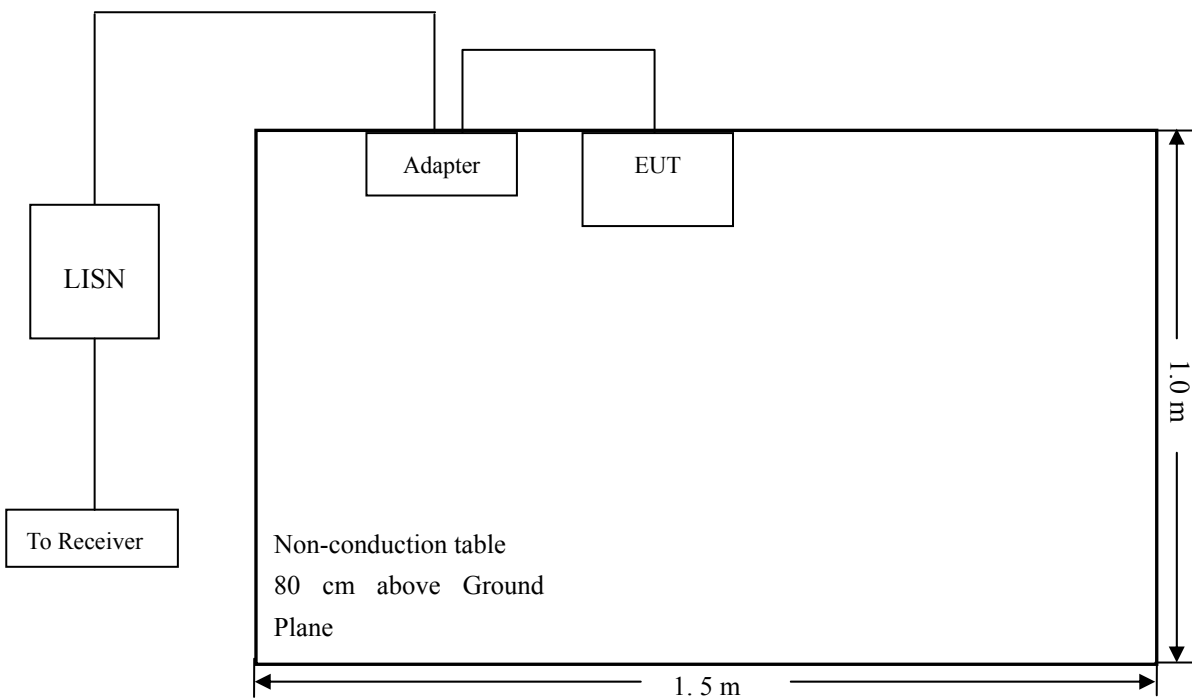 Adapter
EUT
LISN
1.0 m
To Receiver
Non-conduction table
80 cm above Ground
Plane
1. 5 m